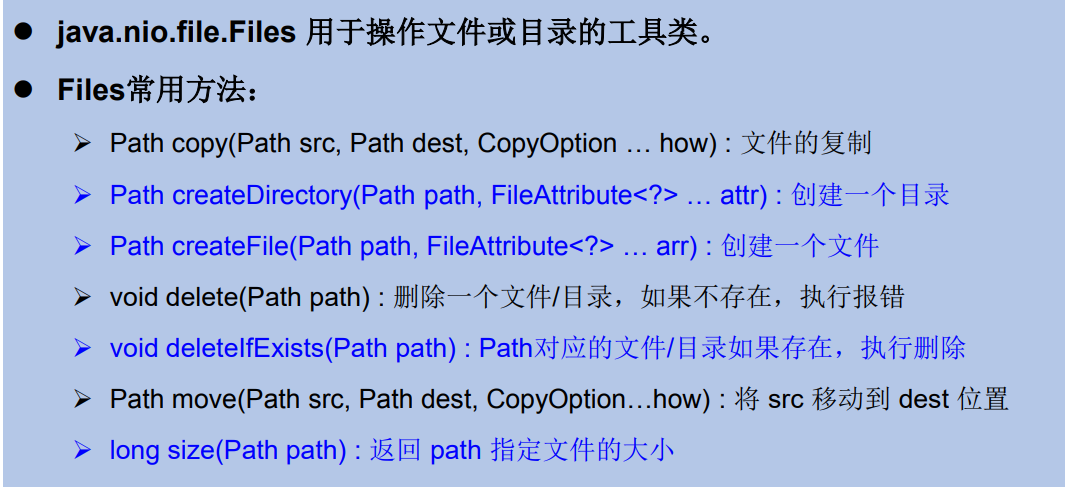 ● java.nio.file.Files 用于操作文件或目录的工具类。
● Files常用方法：
➢ Path copy(Path src, Path dest, CopyOption … how) : 文件的复制
➢ Path createDirectory(Path path, FileAttribute<?> … attr) : 创建一个目录
➢ Path createFile(Path path, FileAttribute<?> … arr) : 创建一个文件
➢ void delete(Path path) : 删除一个文件/目录，如果不存在，执行报错
➢ void deleteIfExists(Path path) : Path对应的文件/目录如果存在，执行删除
➢ Path move(Path src, Path dest, CopyOption…how) : 将 src 移动到 dest 位置
➢ long size(Path path) : 返回 path 指定文件的大小